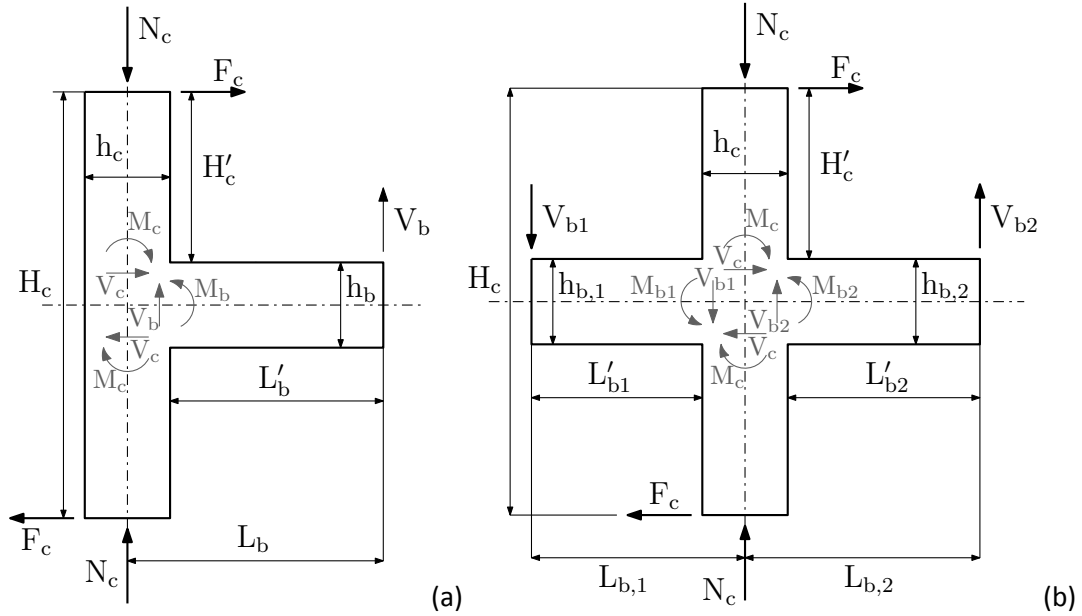 N_c
F_c
h_c
H'_c
V_b
M_c
H_c
V_c
M_b
h_b
V_b
V_c
M_c
L'_b
F_c
L_b
N_c
(a)
N_c
F_c
h_c
H'_c
V_b1
V_b2
M_c
H_c
V_c
M_b1
V_b1
M_b2
h_b,1
h_b,2
V_b2
V_c
M_c
L'_b1
L'_b2
F_c
L_b,1
N_c
L_b,2
(b)